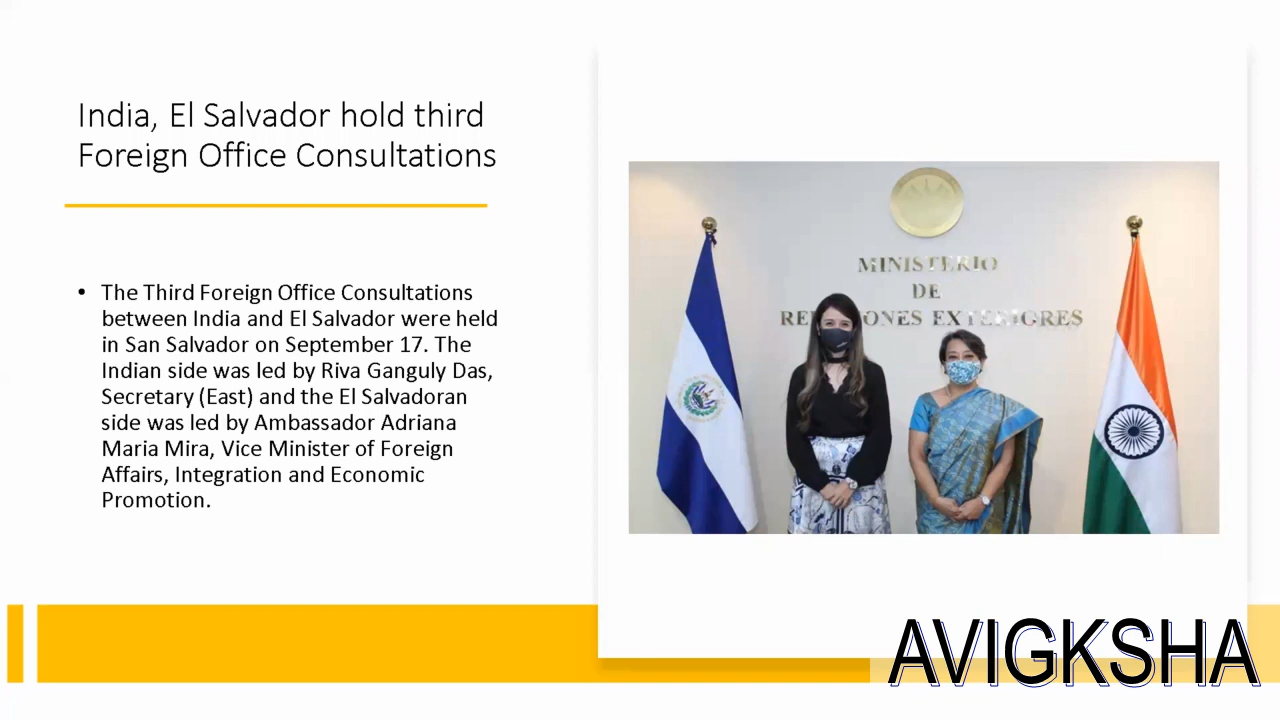 India, El Salvador hold third
Foreign Office Consultations
• The Third Foreign Office Consultations
between India and El Salvador were held
in San Salvador on September 17. The
Indian side was led by Riva Ganguly Das,
Secretary (East) and the El Salvadoran
side was led by Ambassador Adriana
Maria Mira, Vice Minister of Foreign
Affairs, Integration and Economic
Promotion.
MINISTERIO
DE
EXTERIORES
AVIGKSHA